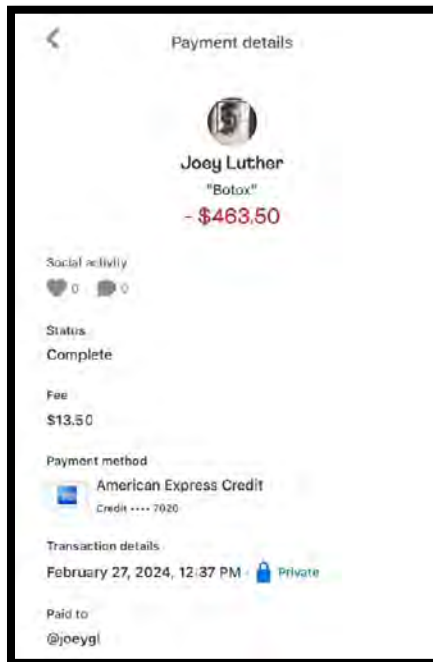 Payment details
Joey Luther
"Botox"
- $463.50
Social activity
0 0
Status
Complete
Fee
$13.50
Payment method
American Express Credit
Credit •••• 7020
Transaction details
February 27, 2024, 12:37 PM - Private
Paid to
@joeygl